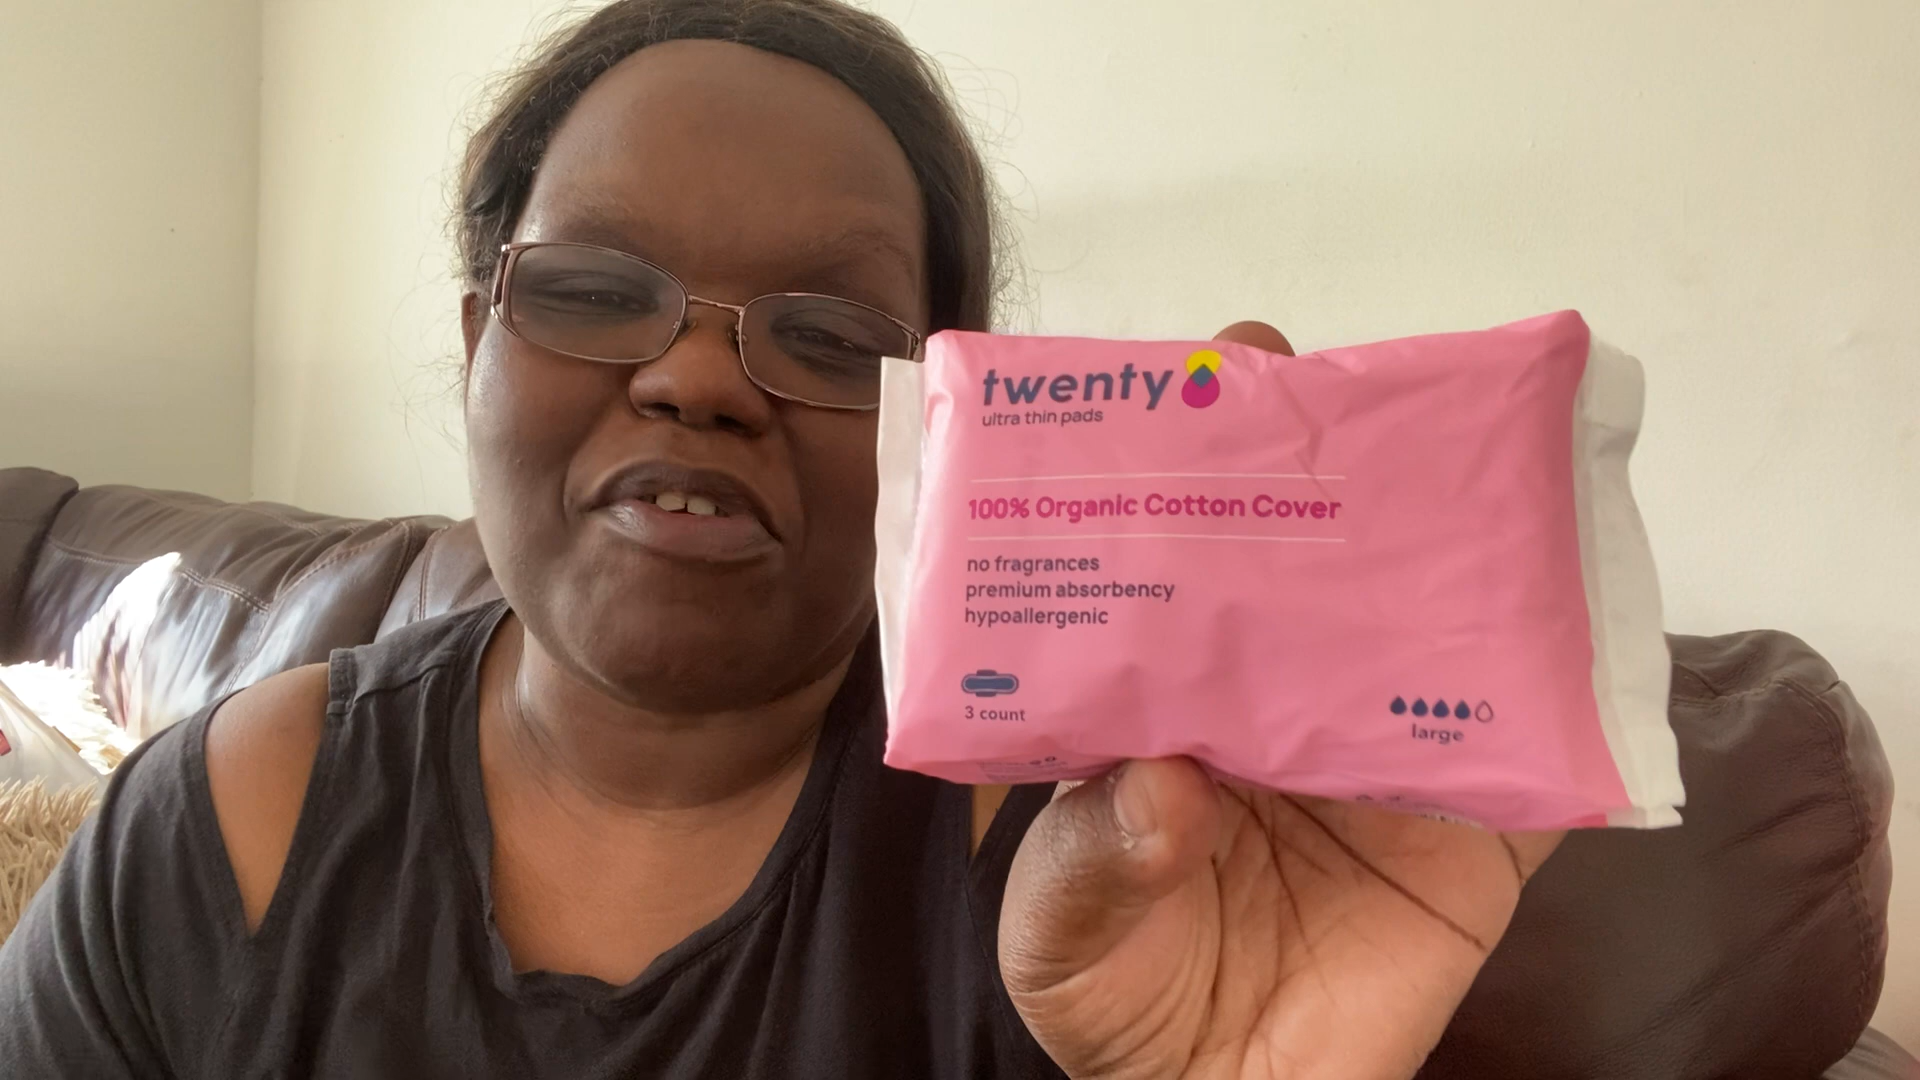 twenty
ultra thin pads
100% Organic Cotton Cover
no fragrances
premium absorbency
hypoallergenic
3 count
large